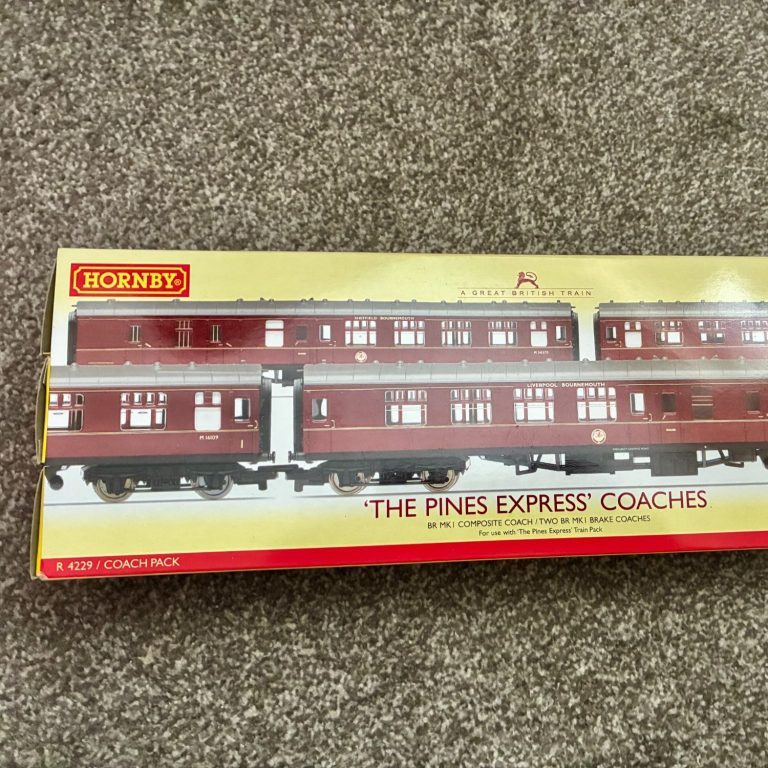 HORNBY®
A GREAT BRITISH TRAIN
LIVERPOOL BOURNEMOUTH
M 16109
'THE PINES EXPRESS' COACHES
BR MK1 COMPOSITE COACH / TWO BR MK1 BRAKE COACHES
For use with 'The Pines Express' Train Pack
R 4229 / COACH PACK